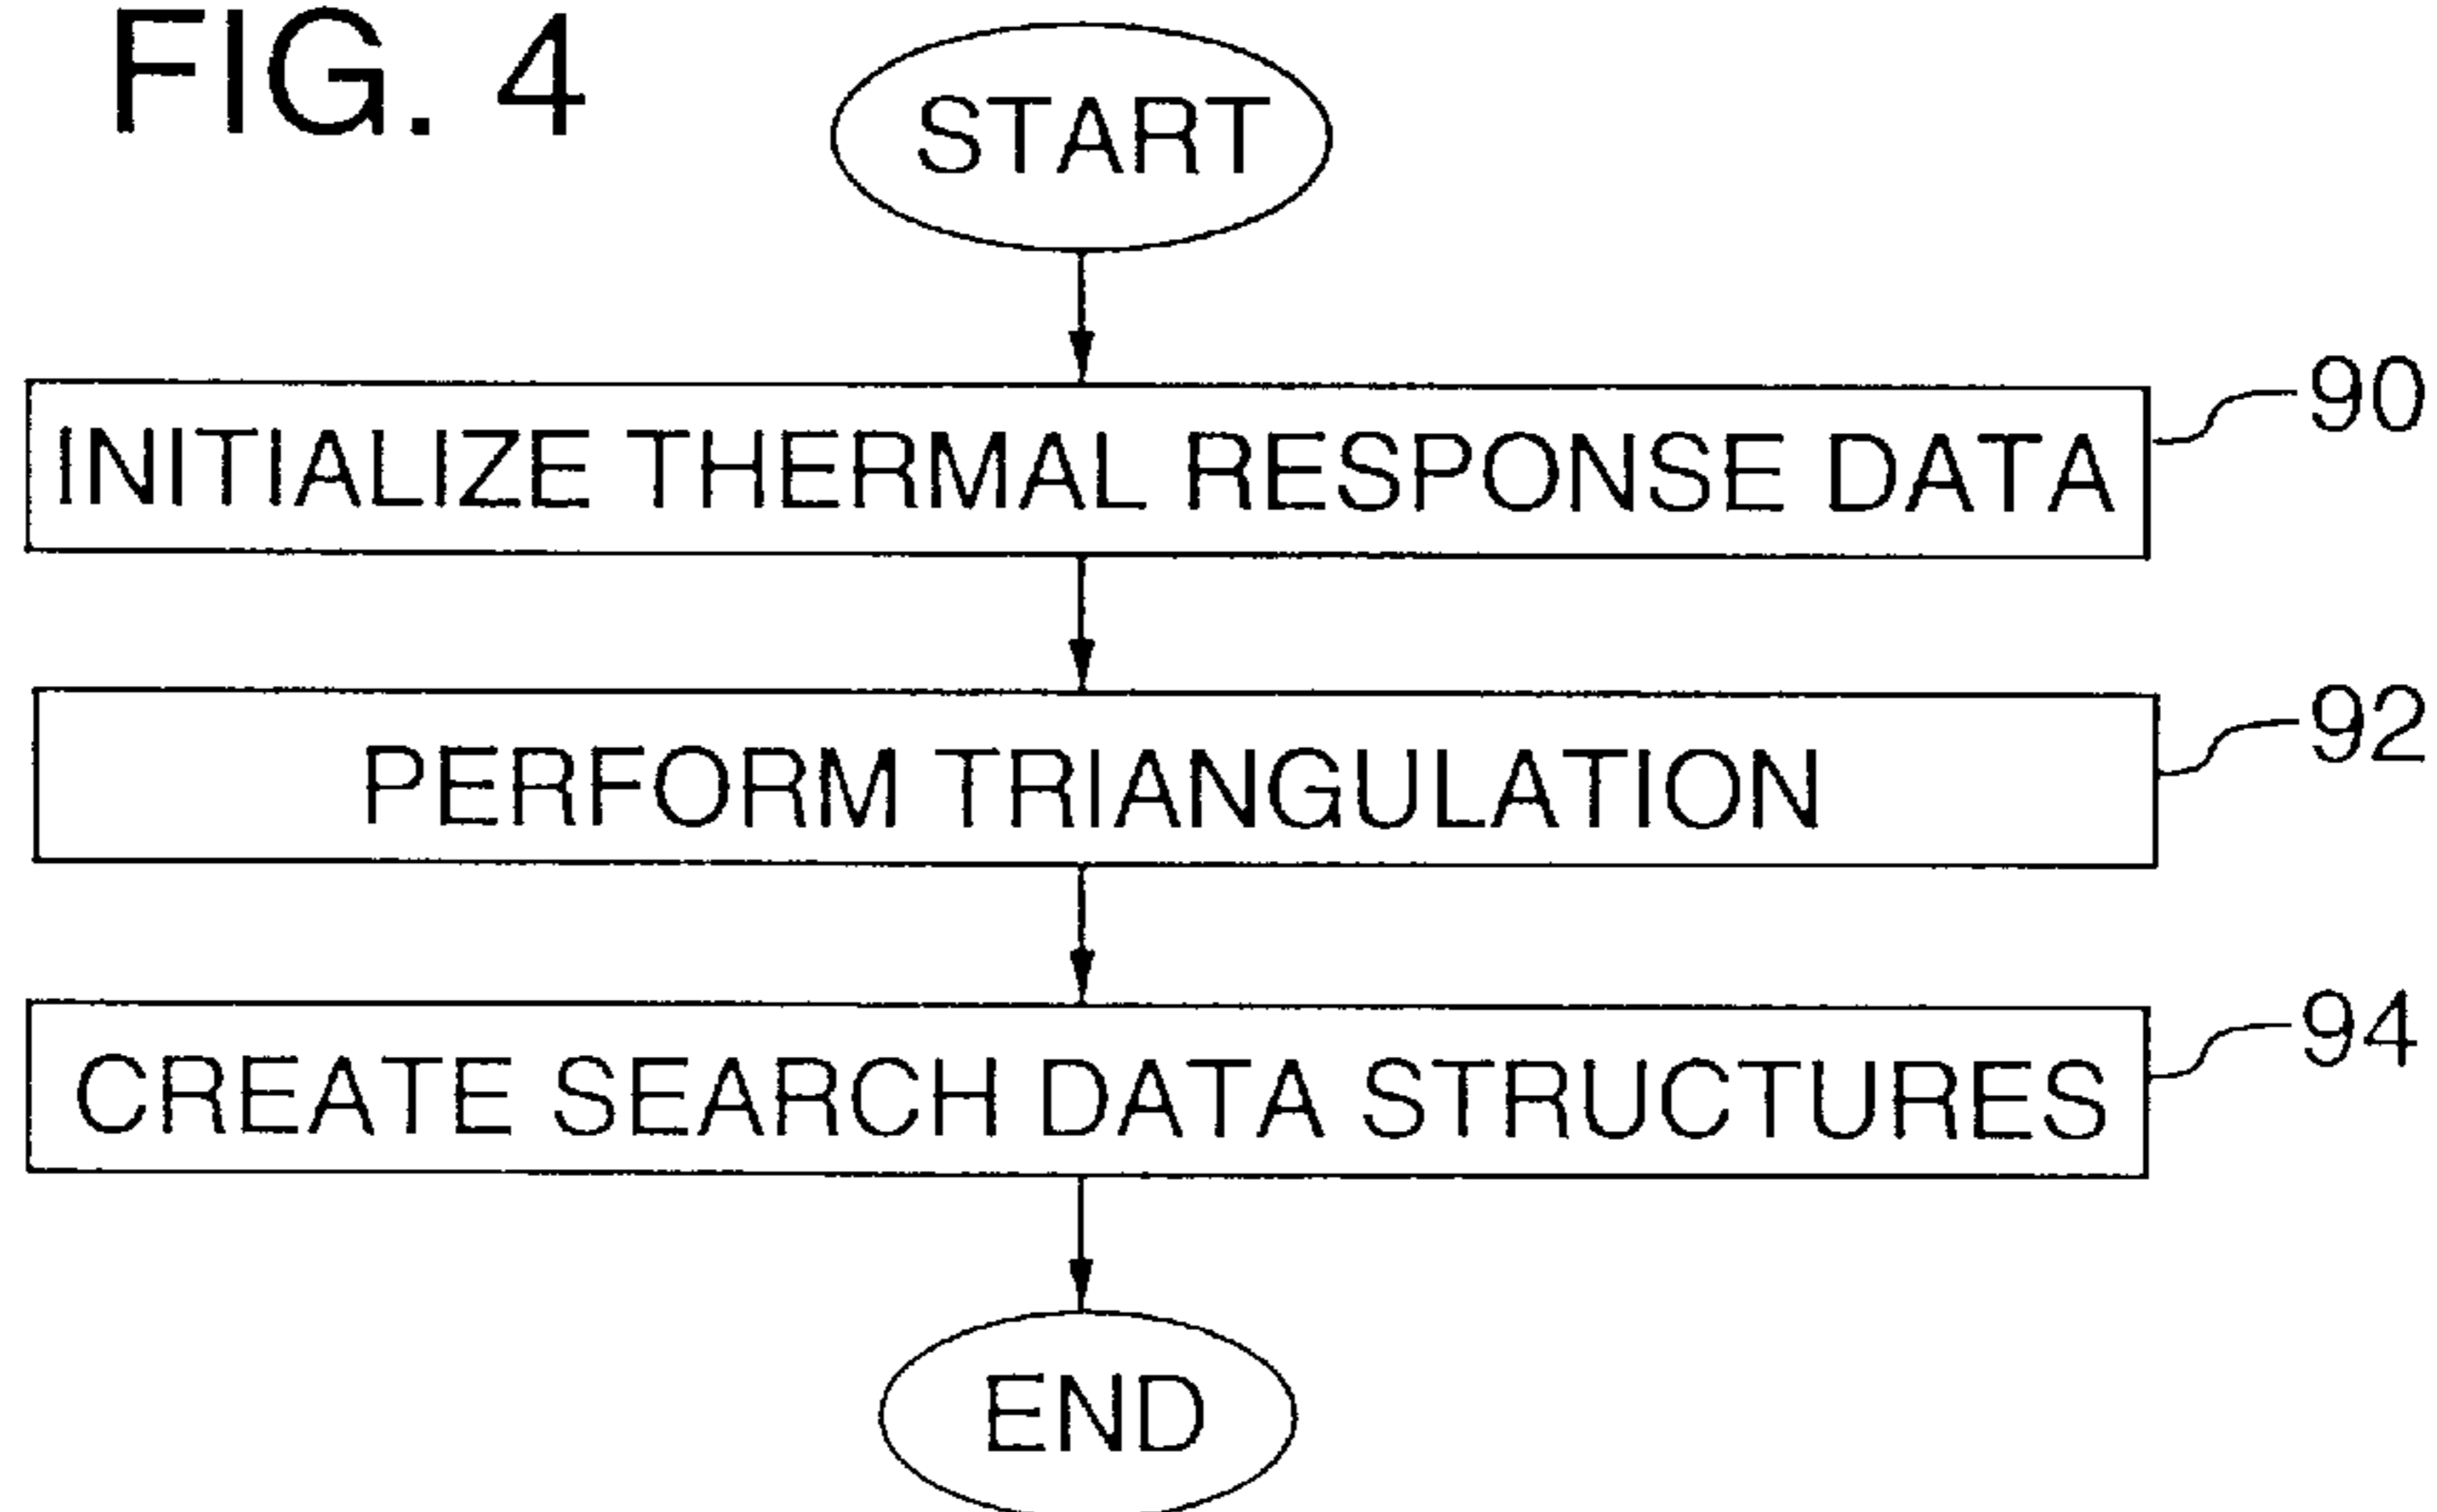 FIG. 4
START
INITIALIZE THERMAL RESPONSE DATA
90
PERFORM TRIANGULATION
92
CREATE SEARCH DATA STRUCTURES
94
END